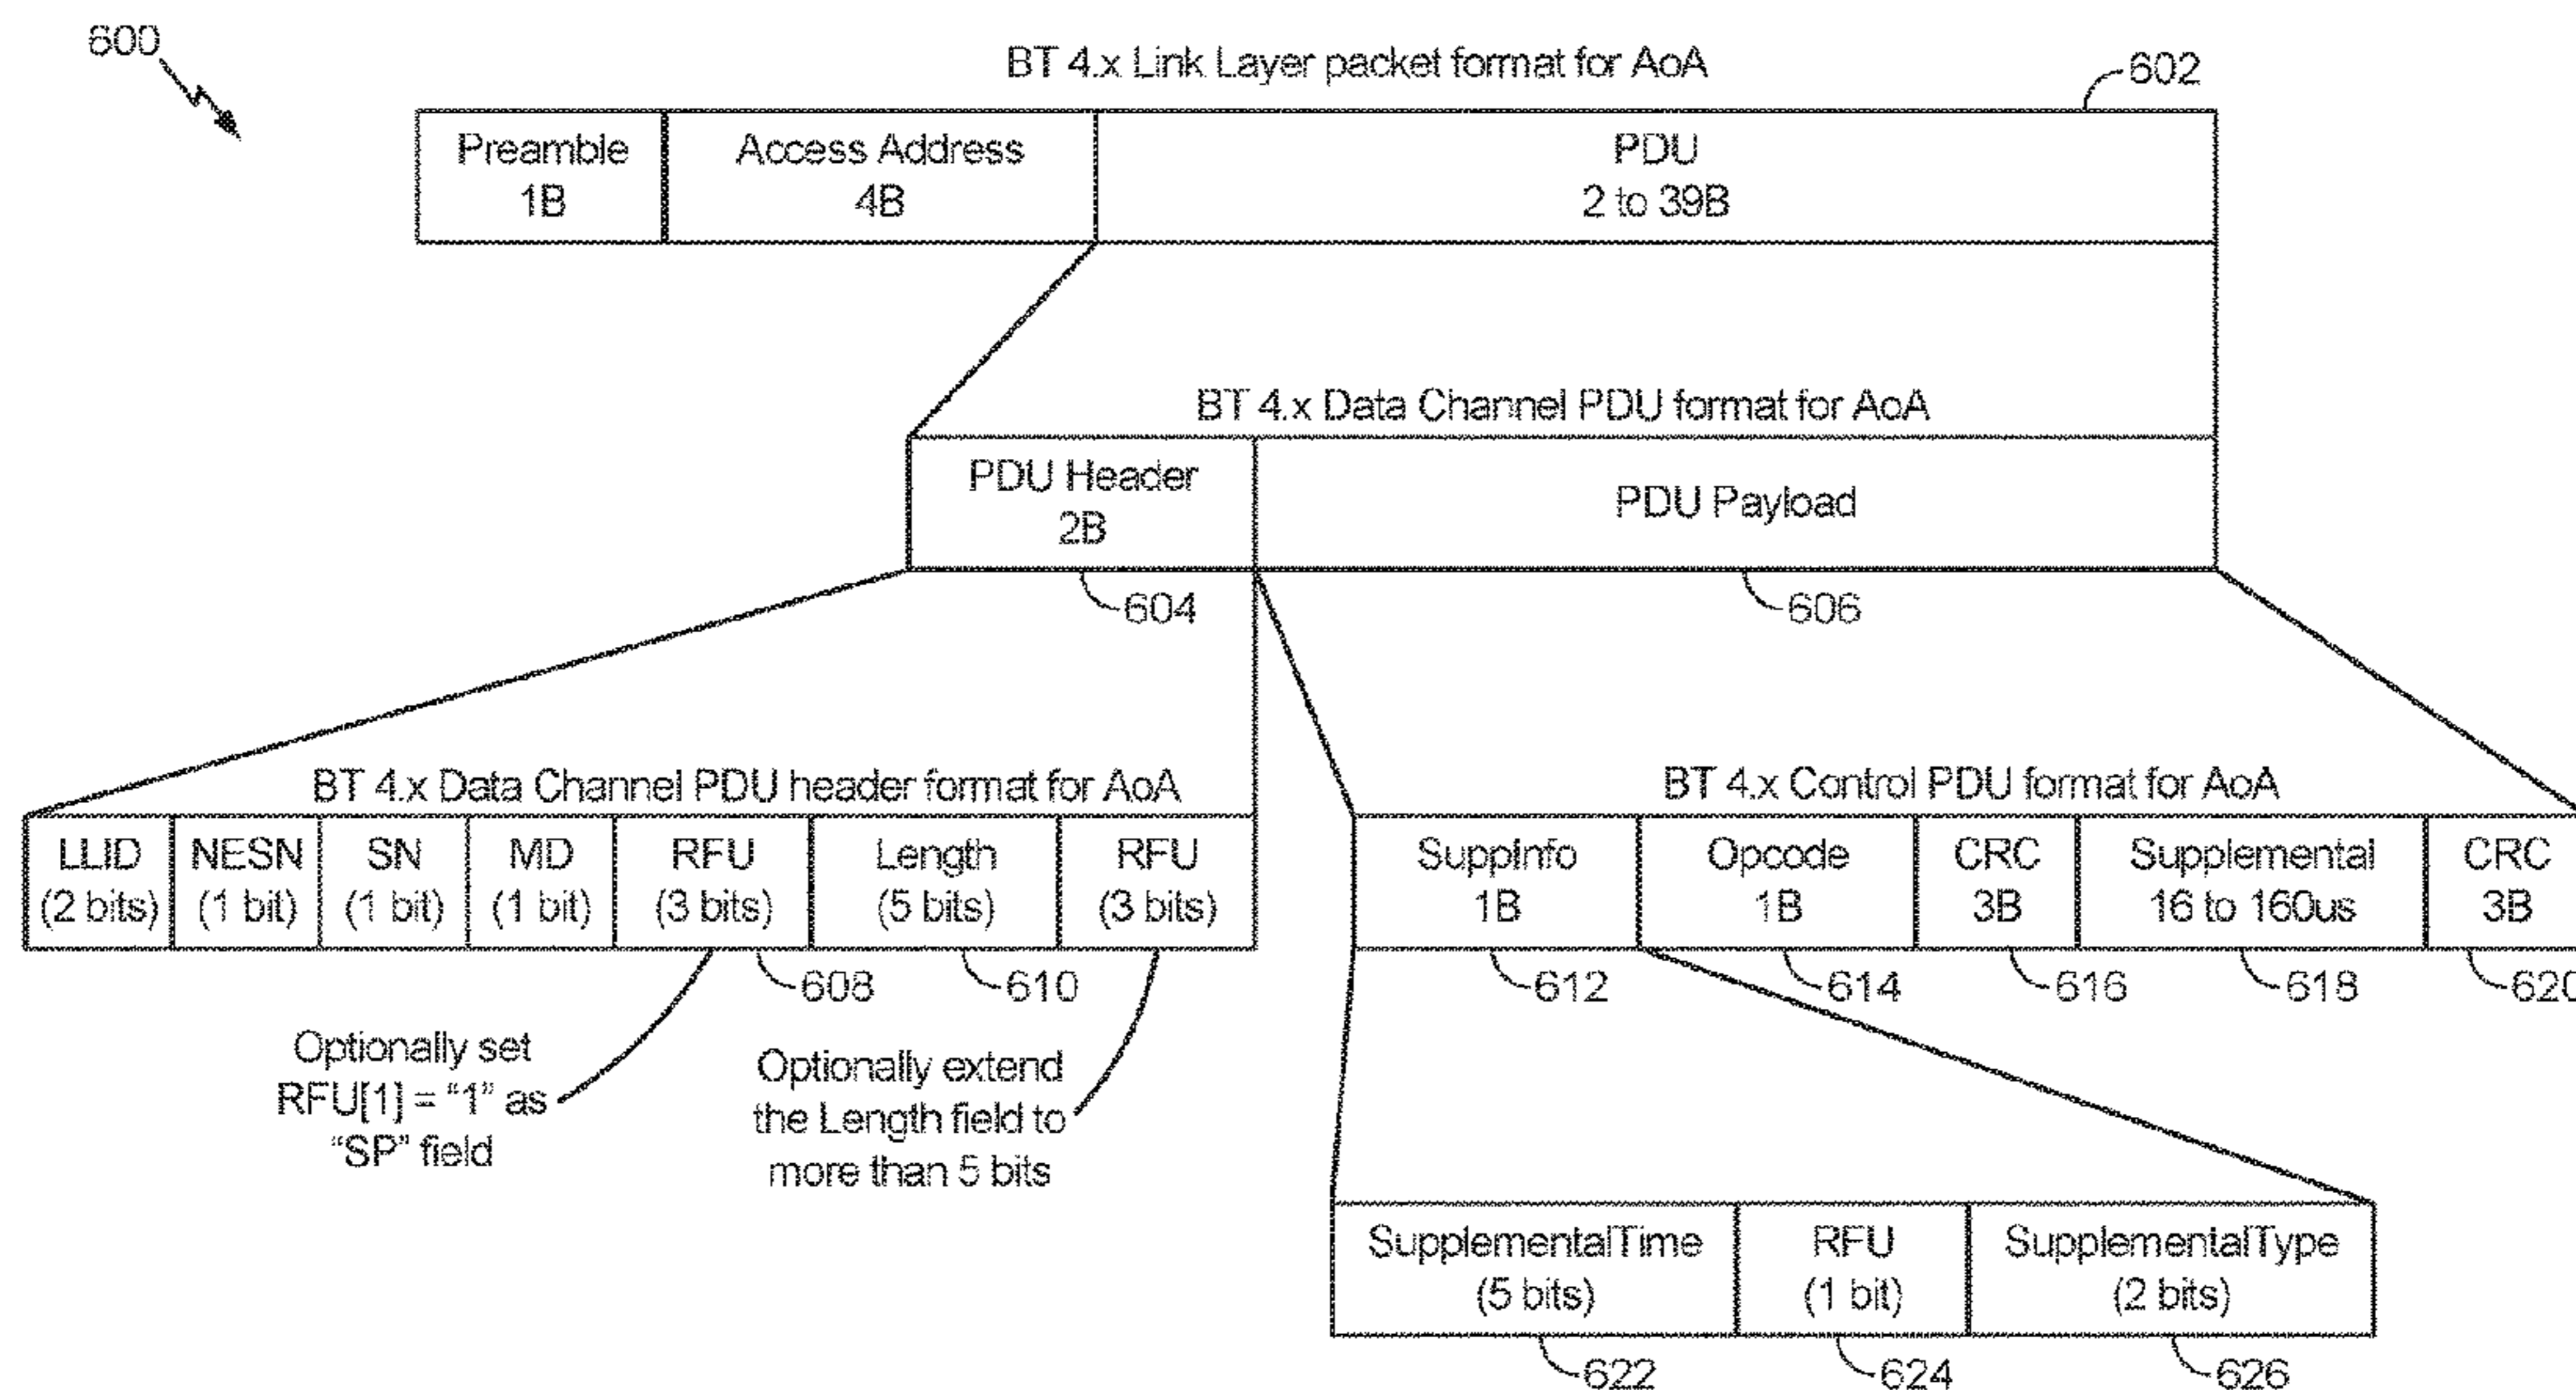 600
BT 4.x Link Layer packet format for AoA
602
Preamble
1B
Access Address
4B
PDU
2 to 39B
BT 4.x Data Channel PDU format for AoA
PDU Header
2B
PDU Payload
604
606
BT 4.x Data Channel PDU header format for AoA
LLID
(2 bits)
NESN
(1 bit)
SN
(1 bit)
MD
(1 bit)
RFU
(3 bits)
Length
(5 bits)
RFU
(3 bits)
608
610
Optionally set
RFU[1] = “1” as
“SP” field
Optionally extend
the Length field to
more than 5 bits
BT 4.x Control PDU format for AoA
SuppInfo
1B
Opcode
1B
CRC
3B
Supplemental
16 to 160us
CRC
3B
612
614
616
618
620
SupplementalTime
(5 bits)
RFU
(1 bit)
SupplementalType
(2 bits)
622
624
626